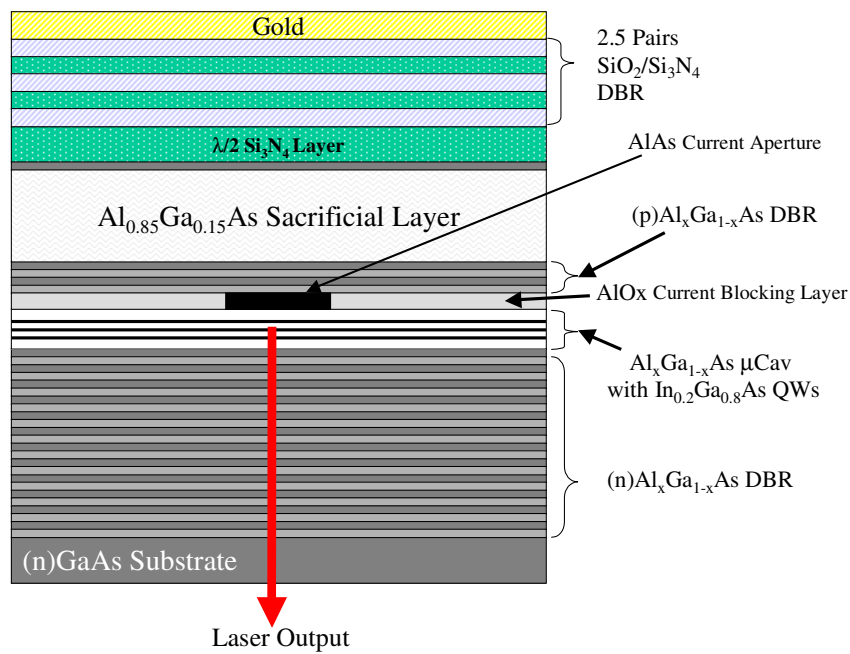 Gold
2.5 Pairs
SiO₂/Si₃N₄
DBR
λ/2 Si₃N₄ Layer
AlAs Current Aperture
Al₀.₈₅Ga₀.₁₅As Sacrificial Layer
(p)AlₓGa₁₋ₓAs DBR
AlOx Current Blocking Layer
AlₓGa₁₋ₓAs μCav
with In₀.₂Ga₀.₈As QWs
(n)AlₓGa₁₋ₓAs DBR
(n)GaAs Substrate
Laser Output